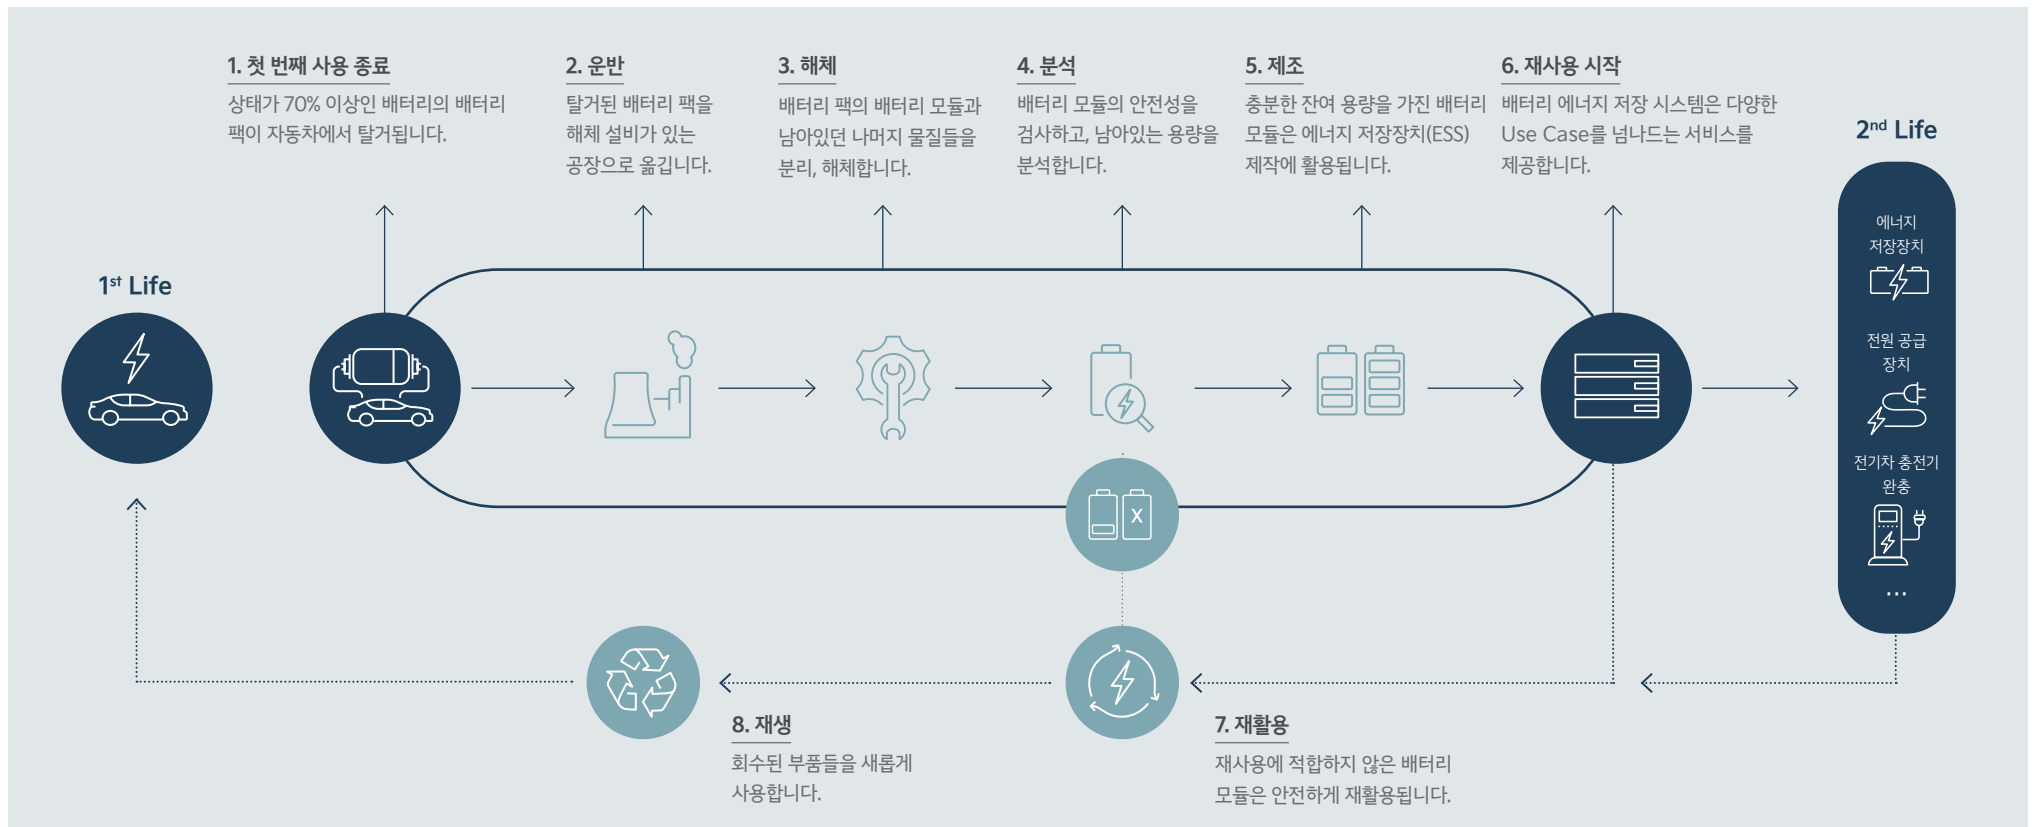 1. 첫 번째 사용 종료
상태가 70% 이상인 배터리의 배터리
팩이 자동차에서 탈거됩니다.
2. 운반
탈거된 배터리 팩을
해체 설비가 있는
공장으로 옮깁니다.
3. 해체
배터리 팩의 배터리 모듈과
남아있던 나머지 물질들을
분리, 해체합니다.
4. 분석
배터리 모듈의 안전성을
검사하고, 남아있는 용량을
분석합니다.
5. 제조
충분한 잔여 용량을 가진 배터리
모듈은 에너지 저장장치(ESS)
제작에 활용됩니다.
6. 재사용 시작
배터리 에너지 저장 시스템은 다양한
Use Case를 넘나드는 서비스를
제공합니다.
1st Life
2nd Life
에너지
저장장치
전원 공급
장치
전기차 충전기
완충
...
X
8. 재생
회수된 부품들을 새롭게
사용합니다.
7. 재활용
재사용에 적합하지 않은 배터리
모듈은 안전하게 재활용됩니다.